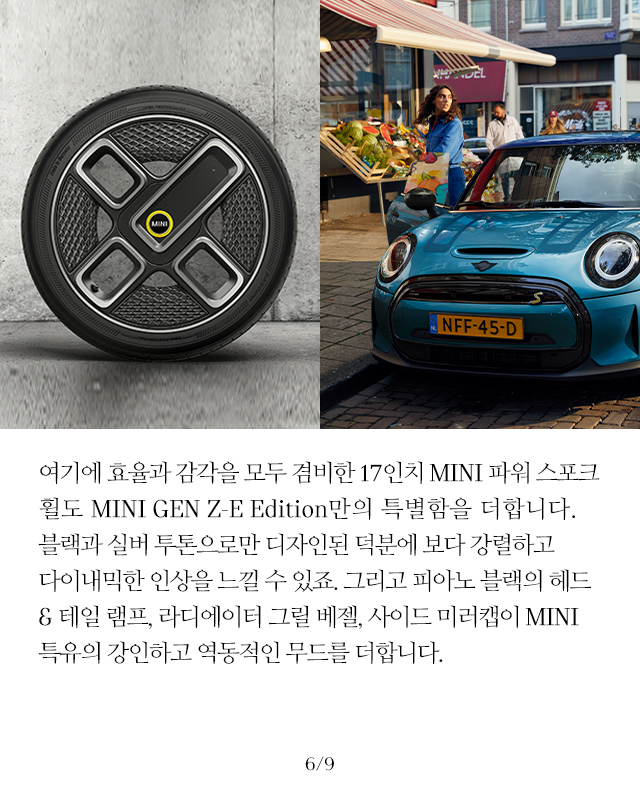 HANDEL
MINI
NL NFF-45-D
여기에 효율과 감각을 모두 겸비한 17인치 MINI 파워 스포크
휠도 MINI GEN Z-E Edition만의 특별함을 더합니다.
블랙과 실버 투톤으로만 디자인된 덕분에 보다 강렬하고
다이내믹한 인상을 느낄 수 있죠. 그리고 피아노 블랙의 헤드
& 테일 램프, 라디에이터 그릴 베젤, 사이드 미러캡이 MINI
특유의 강인하고 역동적인 무드를 더합니다.
6/9